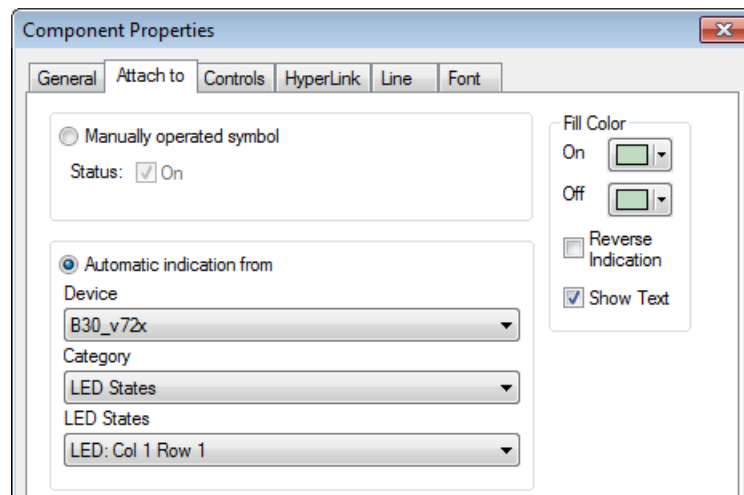 Component Properties
General Attach to Controls HyperLink Line Font
Manually operated symbol
Status: On
Automatic indication from
Device
B30_v72x
Category
LED States
LED States
LED: Col 1 Row 1
Fill Color
On
Off
Reverse
Indication
Show Text